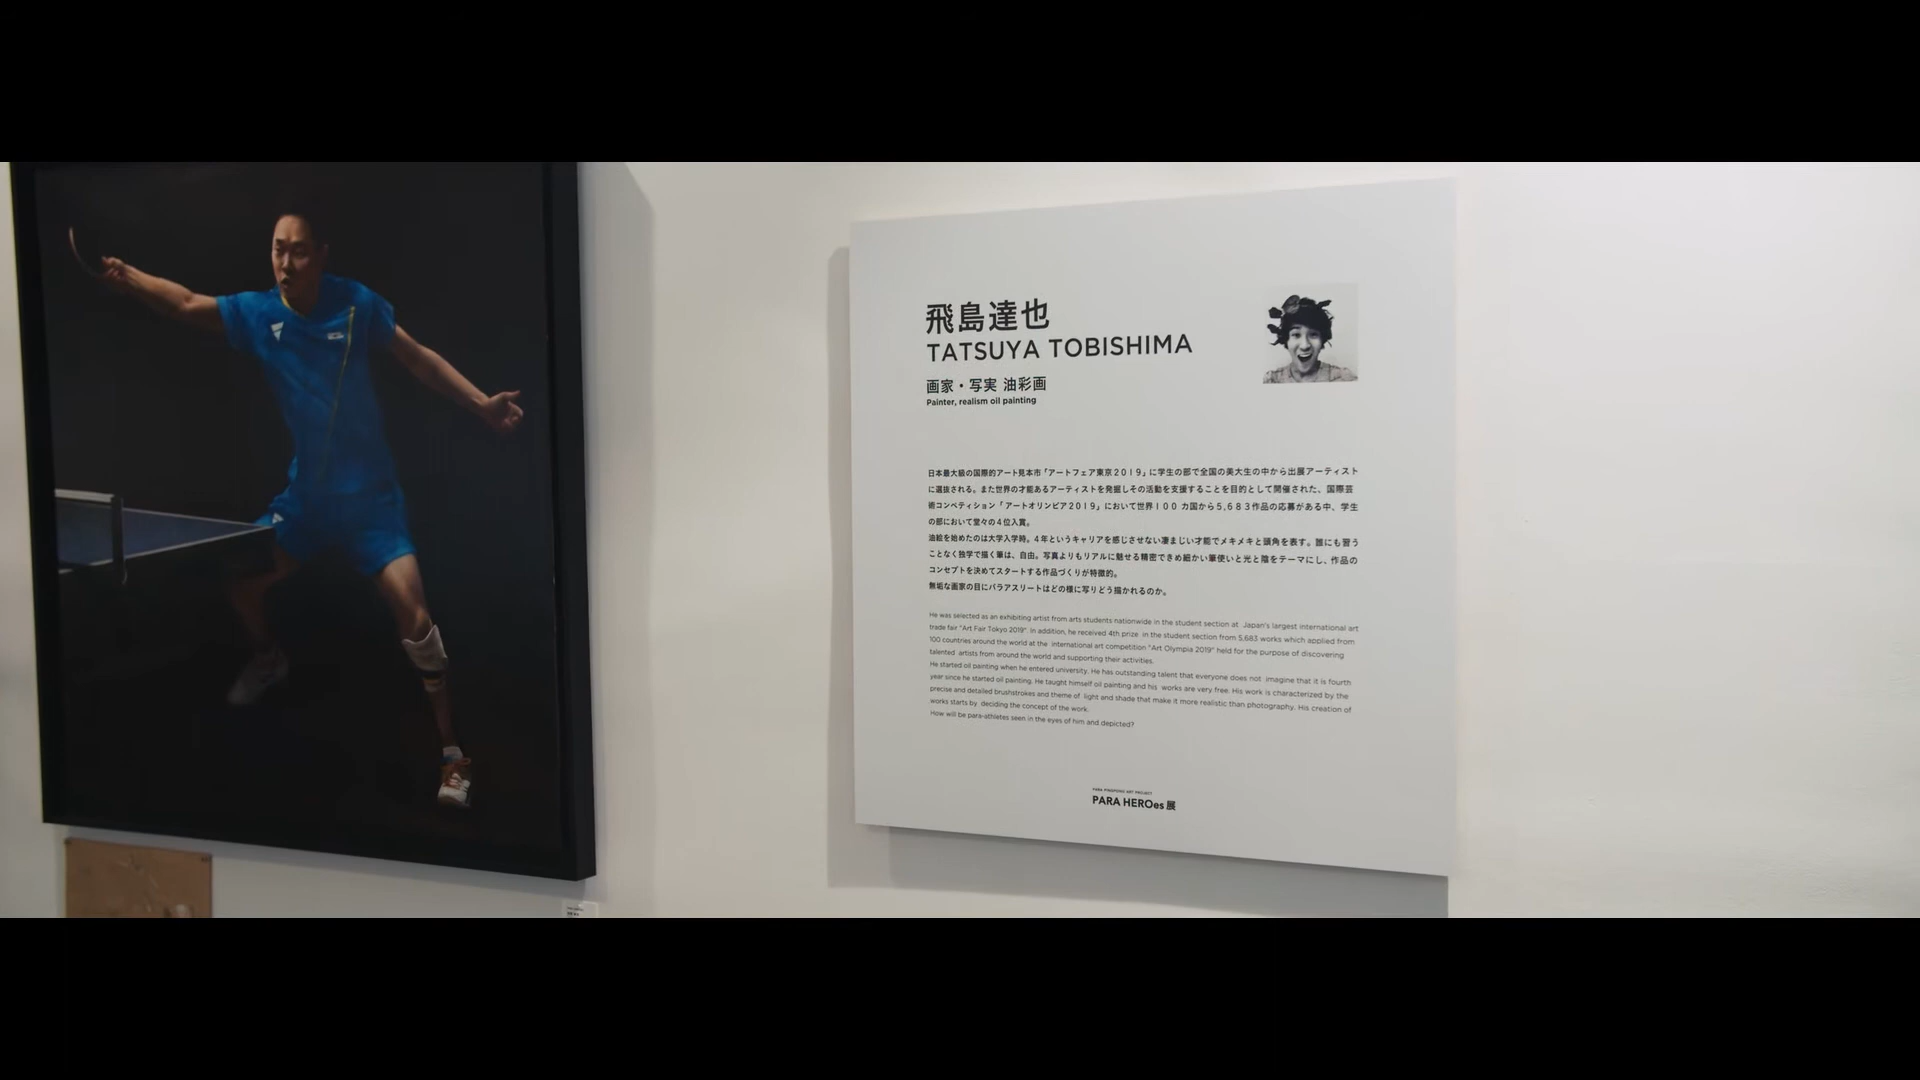 飛島達也
TATSUYA TOBISHIMA
画家・写実 油彩画
Painter, realism oil painting
日本最大級の国際的アート見本市「アートフェア東京2019」に学生の部で全国の美大生の中から出展アーティスト
に選抜される。また世界の才能あるアーティストを発掘しその活動を支援することを目的として開催された、国際芸
術コンペティション「アートオリンピア2019」において世界100 カ国から5,683作品の応募がある中、学生
の部において堂々の4位入賞。
油絵を始めたのは大学入学時。4年というキャリアを感じさせない凄まじい才能でメキメキと頭角を表す。誰にも習う
ことなく独学で描く筆は、自由。写真よりもリアルに魅せる精密できめ細かい筆使いと光と陰をテーマにし、作品の
コンセプトを決めてスタートする作品づくりが特徴的。
無垢な画家の目にパラアスリートはどの様に写りどう描かれるのか。
He was selected as an exhibiting artist from arts students nationwide in the student section at Japan's largest international art
trade fair "Art Fair Tokyo 2019". In addition, he received 4th prize in the student section from 5,683 works which applied from
100 countries around the world at the international art competition "Art Olympia 2019" held for the purpose of discovering
talented artists from around the world and supporting their activities.
He started oil painting when he entered university. He has outstanding talent that everyone does not imagine that it is fourth
year since he started oil painting. He taught himself oil painting and his works are very free. His work is characterized by the
precise and detailed brushstrokes and theme of light and shade that make it more realistic than photography. His creation of
works starts by deciding the concept of the work.
How will be para-athletes seen in the eyes of him and depicted?
PARA PINGPONG ART PROJECT
PARA HEROes 展